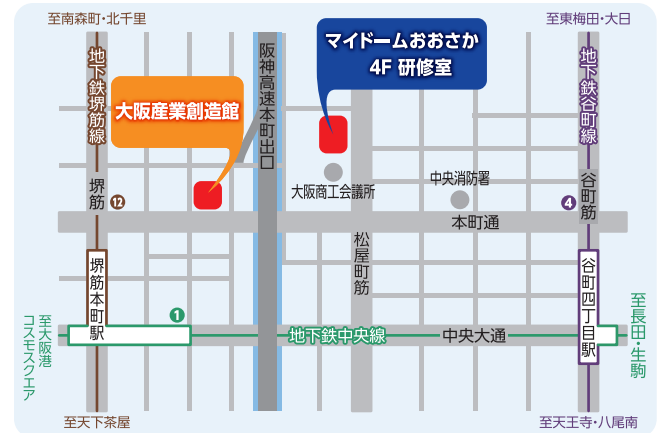 至南森町・北千里
至東梅田・大日
マイドームおおさか
4F 研修室
地下鉄堺筋線
阪神高速本町出口
地下鉄谷町線
大阪産業創造館
大阪商工会議所
中央消防署
堺筋
12
4
谷町筋
本町通
松屋町筋
堺筋本町駅
谷町四丁目駅
1
至大阪港
コスモスクエア
地下鉄中央線
中央大通
至長田・生駒
至天下茶屋
至天王寺・八尾南